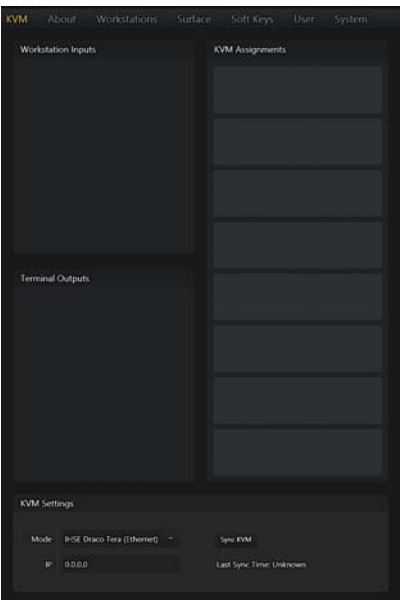 KVM About Workstations Surface Soft Keys User System
Workstation Inputs
KVM Assignments
Terminal Outputs
KVM Settings
Mode IHSE Draco Tera (Ethernet) Sync KVM
IP 0.0.0.0 Last Sync Time: Unknown